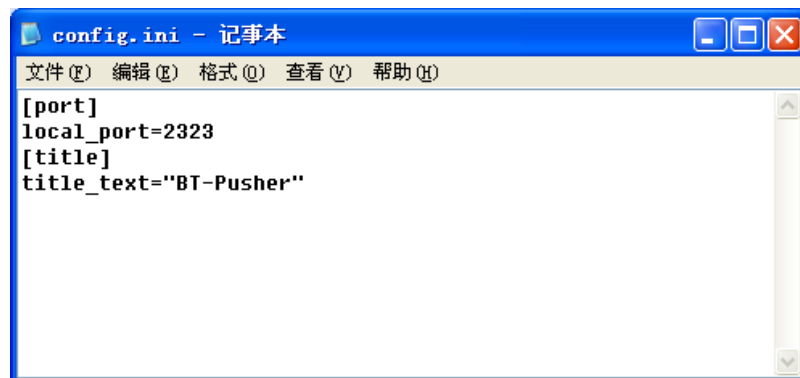 config.ini - 记事本
文件(F) 编辑(E) 格式(O) 查看(V) 帮助(H)
[port]
local_port=2323
[title]
title_text="BT-Pusher"